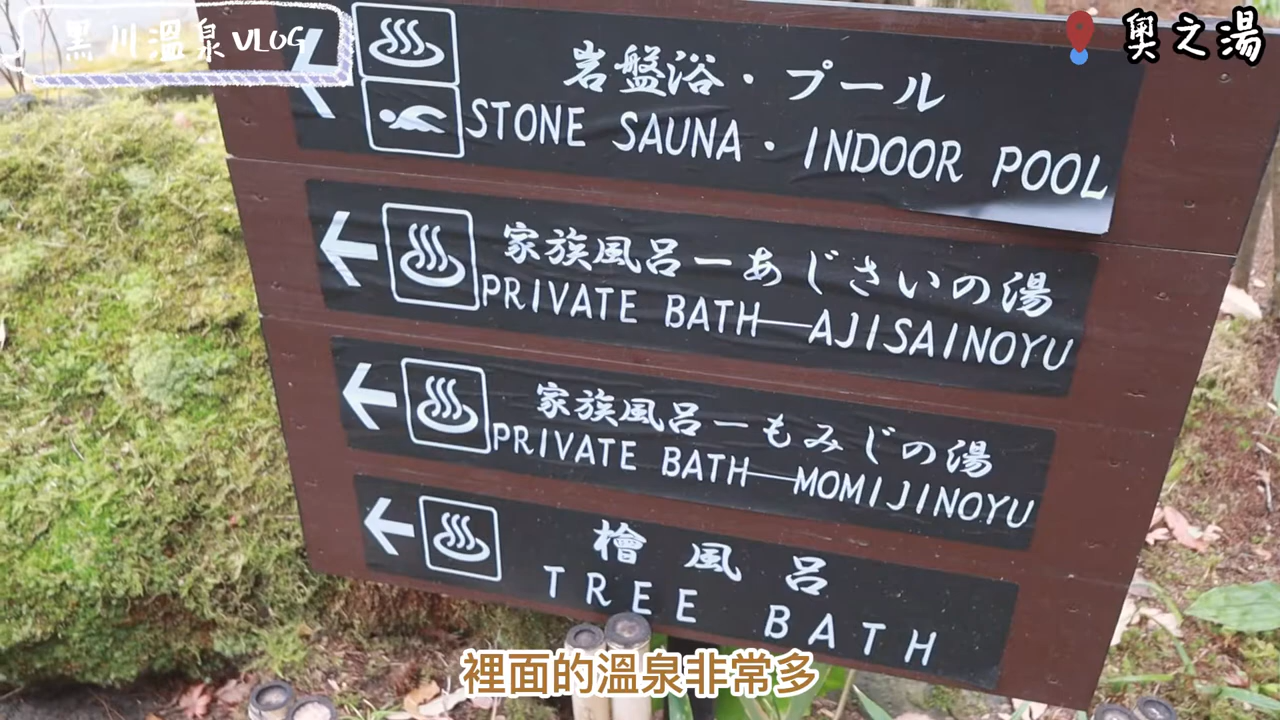 黑川溫泉VLOG
奧之湯
岩盤浴・プール
STONE SAUNA・INDOOR POOL
家族風呂ーあじさいの湯
PRIVATE BATH—AJISAINOYU
家族風呂ーもみじの湯
PRIVATE BATH—MOMIJINOYU
檜風呂
TREE BATH
裡面的溫泉非常多